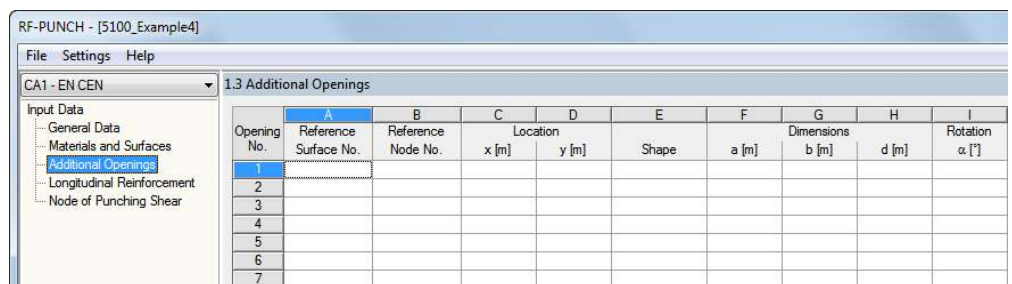 RF-PUNCH - [5100_Example4]
File Settings Help
CA1 - EN CEN
1.3 Additional Openings
Input Data
General Data
Materials and Surfaces
Additional Openings
Longitudinal Reinforcement
Node of Punching Shear
A B C D E F G H I
Opening Reference Reference Location Dimensions Rotation
No. Surface No. Node No. x [m] y [m] Shape a [m] b [m] d [m] α [°]
1
2
3
4
5
6
7